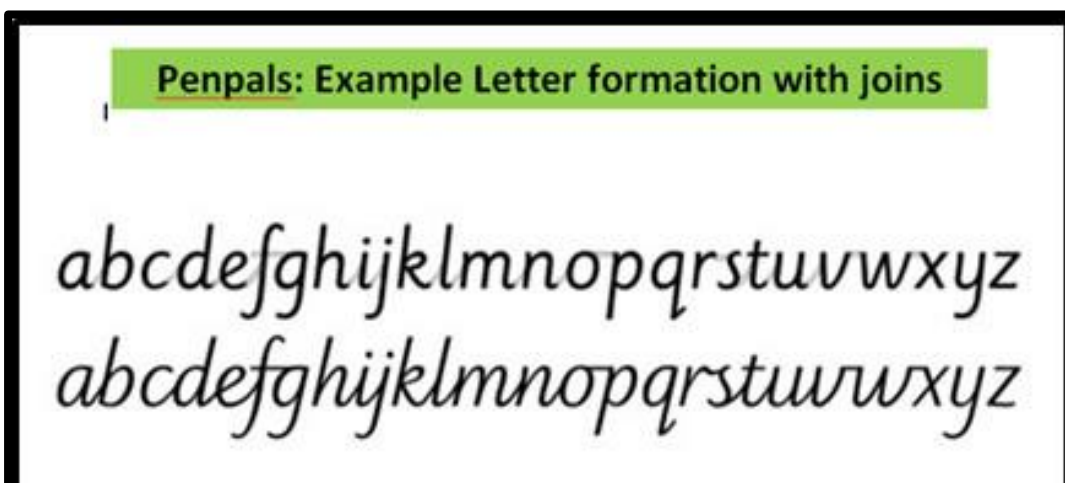 Penpals: Example Letter formation with joins
abcdefghijklmnopqrstuvwxyz
abcdefghijklmnopqrstuvwxyz